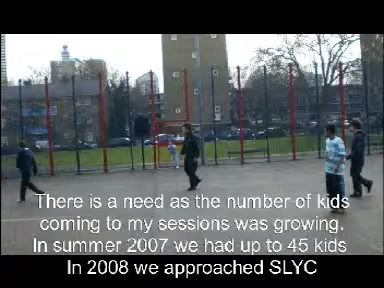 There is a need as the number of kids
coming to my sessions was growing.
In summer 2007 we had up to 45 kids
In 2008 we approached SLYC